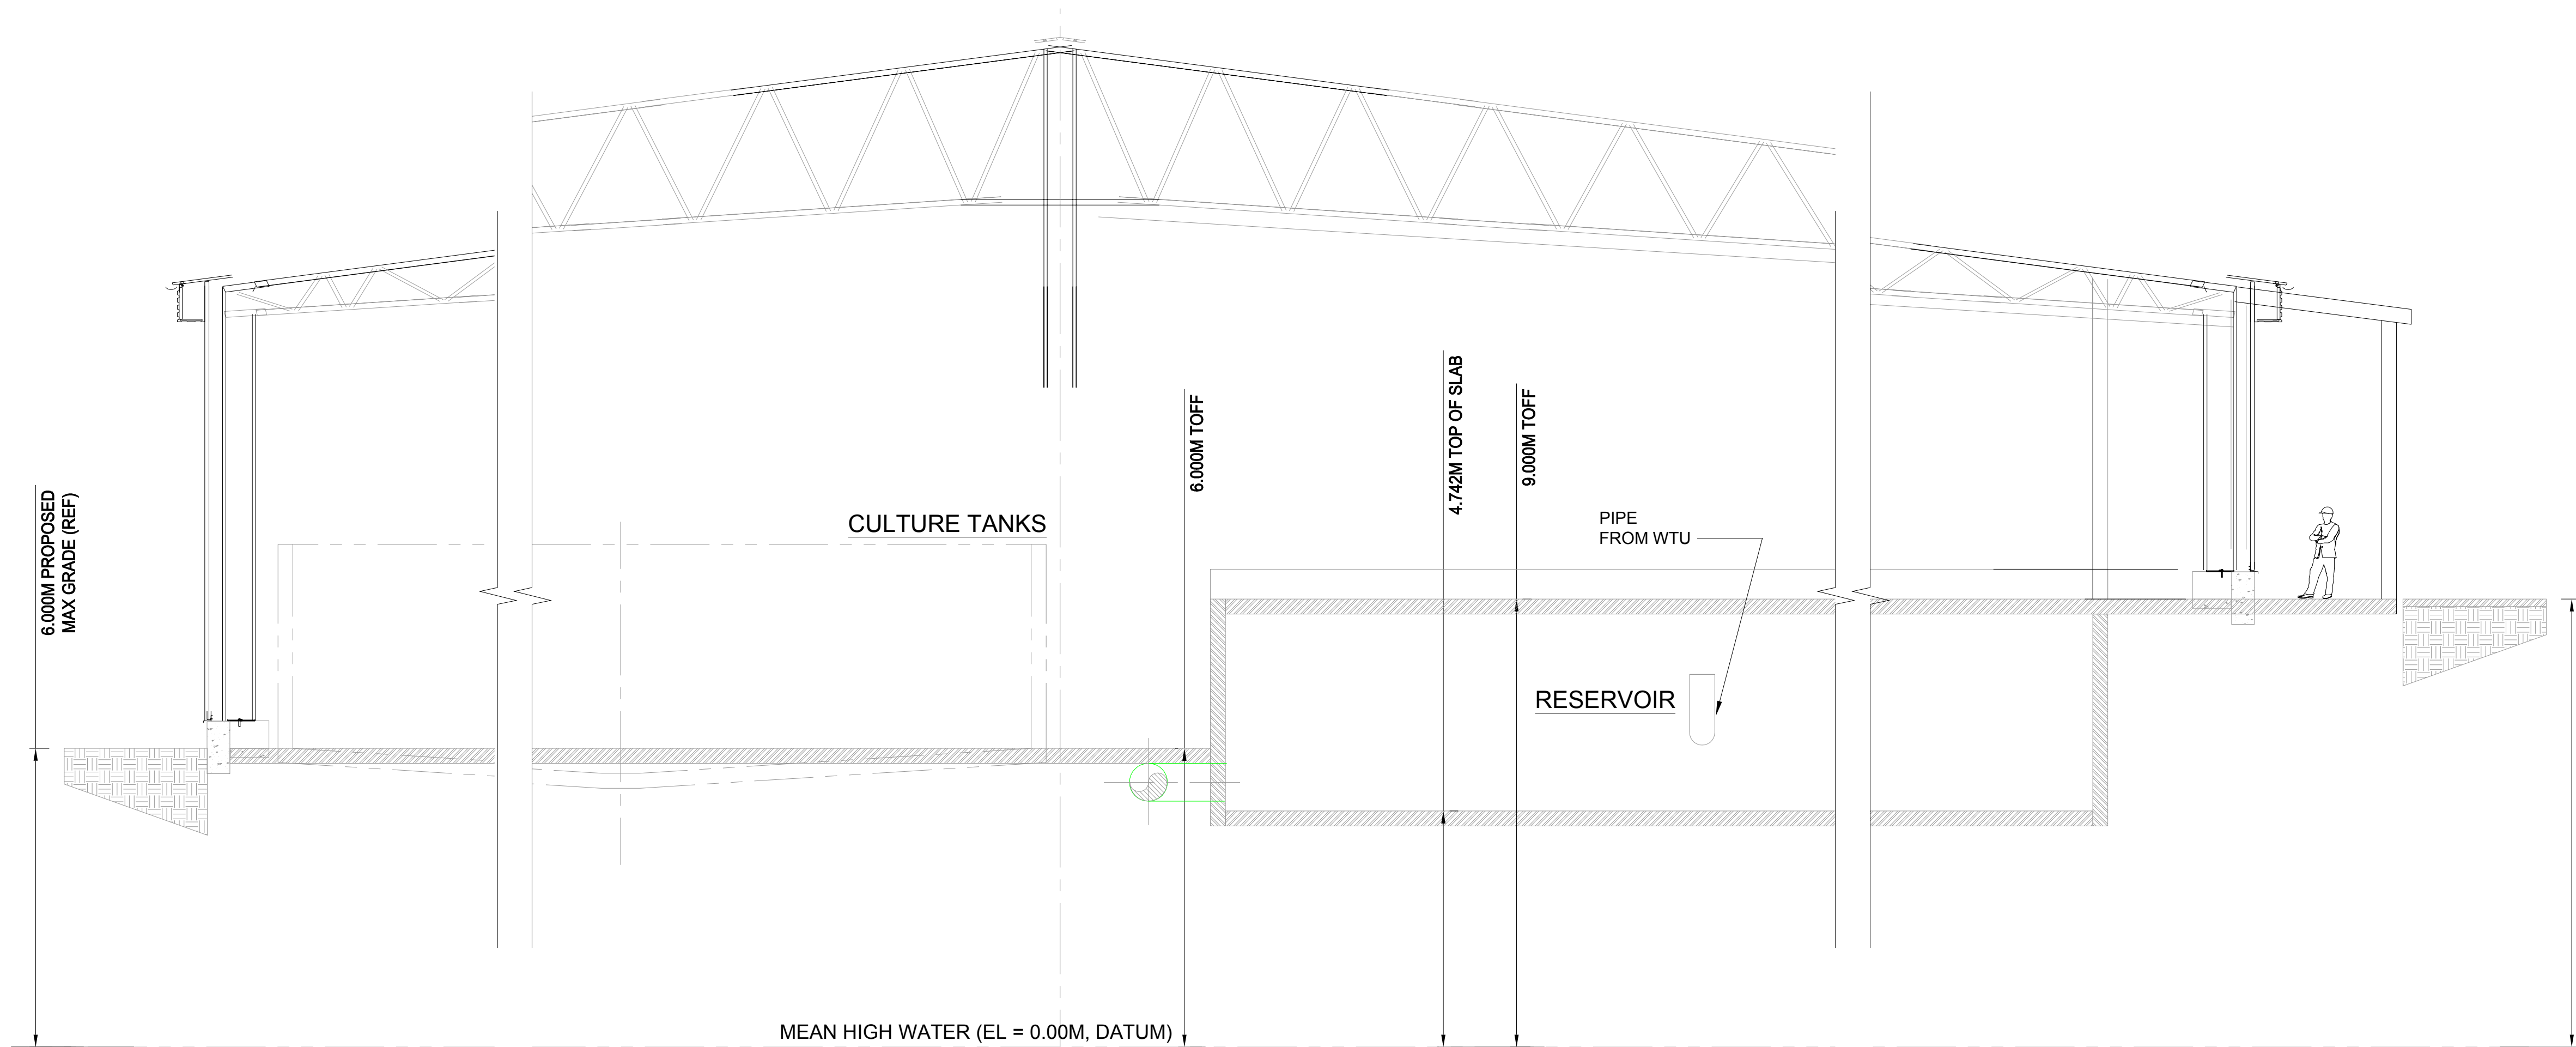 6.000M PROPOSED
MAX GRADE (REF)
CULTURE TANKS
6.000M TOFF
4.742M TOP OF SLAB
9.000M TOFF
PIPE
FROM WTU
RESERVOIR
MEAN HIGH WATER (EL = 0.00M, DATUM)